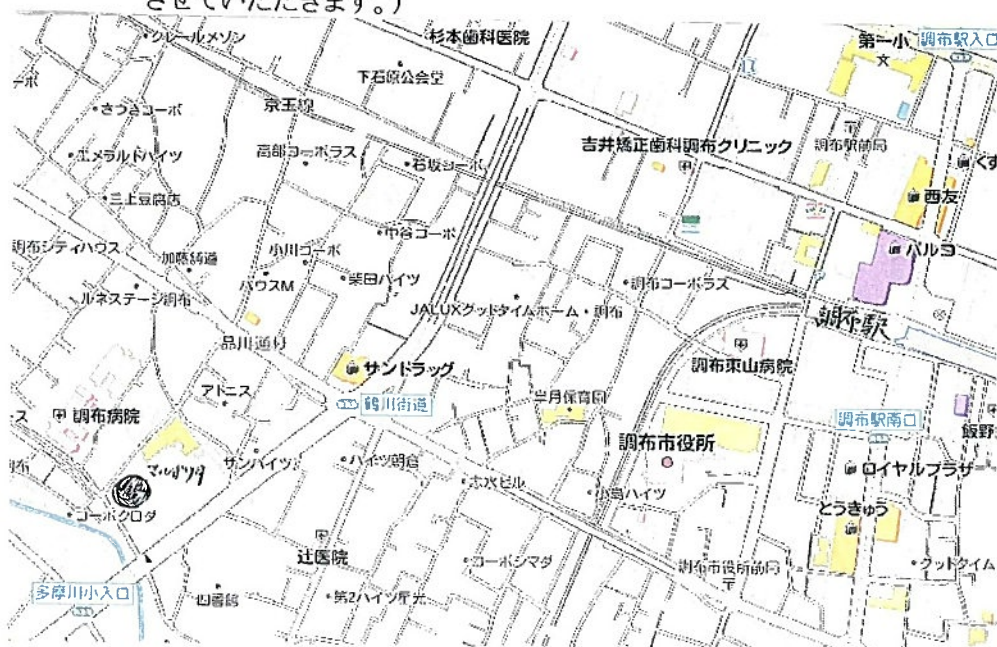 させていただきます。)
クレールメゾン
杉本歯科医院
第一小
調布駅入口
下石原公会堂
さつきコーポ
京王線
エメラルドハイツ
高部コーポラス
石坂コーポ
吉井矯正歯科調布クリニック
調布駅前局
くす
三上豆腐店
西友
調布シティハウス
加藤鋳造
小川コーポ
中谷コーポ
パルコ
ルネステージ調布
ハウスM
柴田ハイツ
JALUXグッドタイムホーム・調布
調布コーポラス
調布駅
品川通り
サンドラッグ
調布東山病院
アトニス
鶴川街道
半月保育園
調布駅南口
調布病院
飯野
調布市役所
サンハイツ
ハイツ朝倉
志水ビル
小島ハイツ
ロイヤルプラザ
とうきゅう
コーポクロダ
辻医院
コーポシマダ
調布市役所前局
グットタイム
多摩川小入口
四香館
第2ハイツ星光